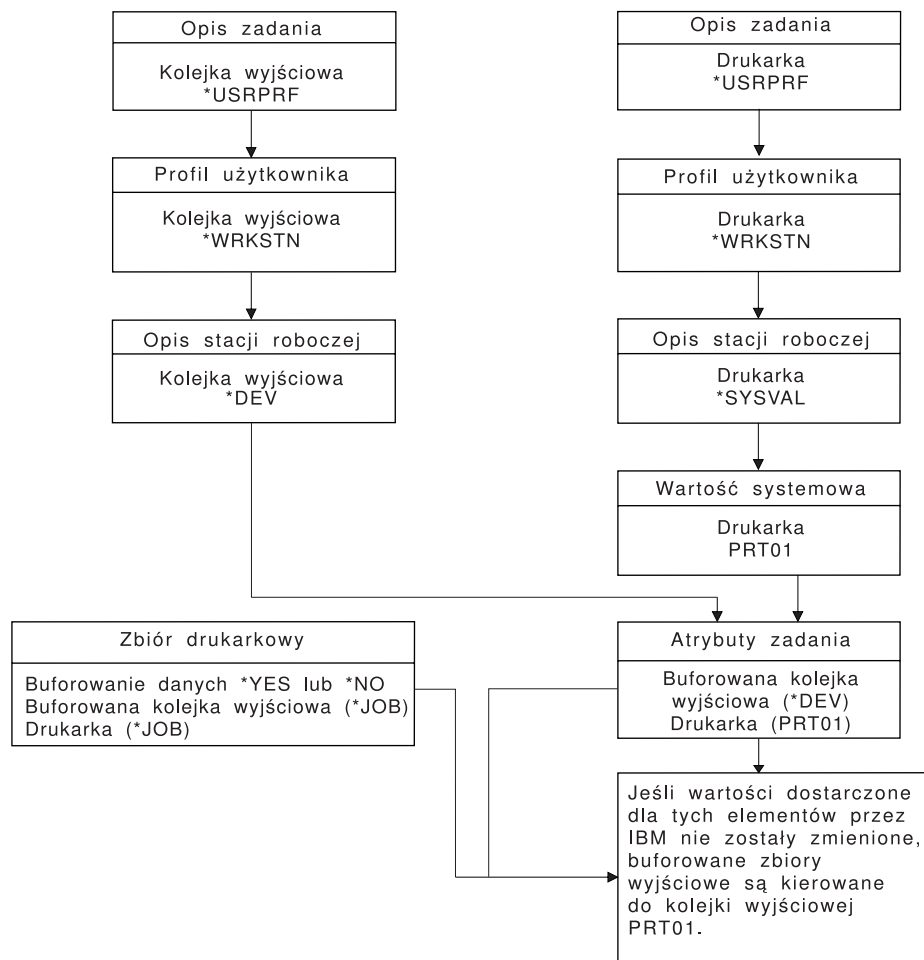 Opis zadania
Kolejka wyjściowa
*USRPRF
Opis zadania
Drukarka
*USRPRF
Profil użytkownika
Kolejka wyjściowa
*WRKSTN
Profil użytkownika
Drukarka
*WRKSTN
Opis stacji roboczej
Kolejka wyjściowa
*DEV
Opis stacji roboczej
Drukarka
*SYSVAL
Wartość systemowa
Drukarka
PRT01
Zbiór drukarkowy
Buforowanie danych *YES lub *NO
Buforowana kolejka wyjściowa (*JOB)
Drukarka (*JOB)
Atrybuty zadania
Buforowana kolejka
wyjściowa (*DEV)
Drukarka (PRT01)
Jeśli wartości dostarczone
dla tych elementów przez
IBM nie zostały zmienione,
buforowane zbiory
wyjściowe są kierowane
do kolejki wyjściowej
PRT01.